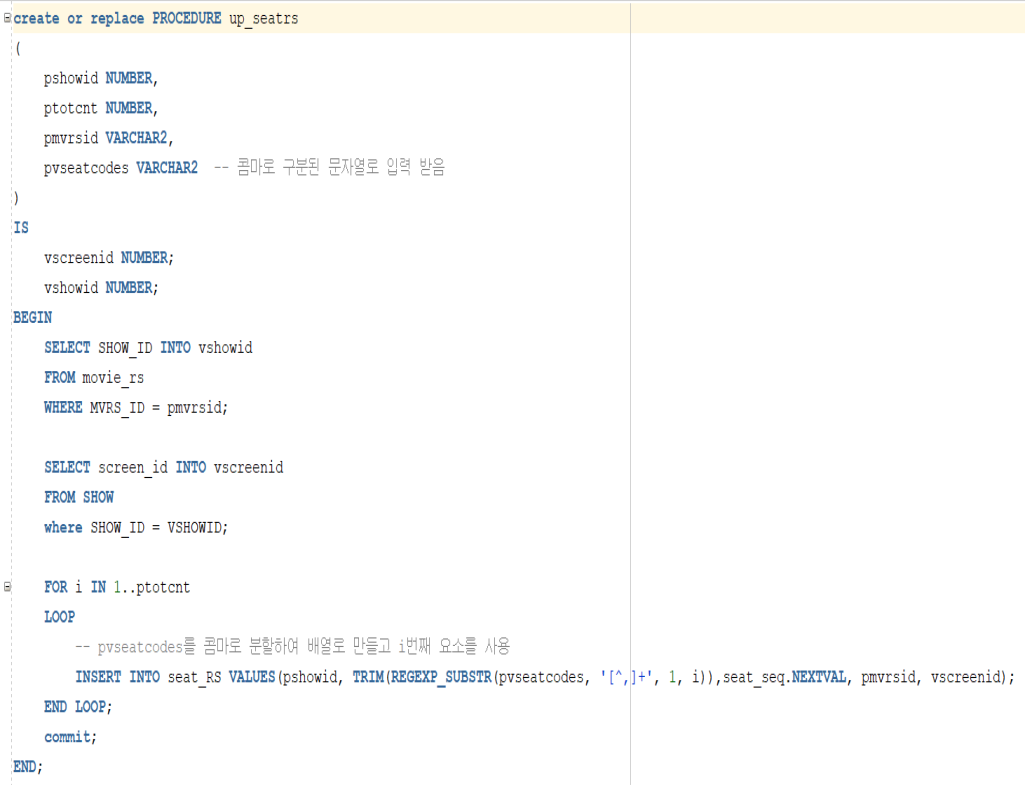 create or replace PROCEDURE up_seatrs
(
    pshowid NUMBER,
    ptotcnt NUMBER,
    pmvrsid VARCHAR2,
    pvseatcodes VARCHAR2  -- 콤마로 구분된 문자열로 입력 받음
)
IS
    vscreenid NUMBER;
    vshowid NUMBER;
BEGIN
    SELECT SHOW_ID INTO vshowid
    FROM movie_rs
    WHERE MVRS_ID = pmvrsid;
    SELECT screen_id INTO vscreenid
    FROM SHOW
    where SHOW_ID = VSHOWID;
    FOR i IN 1..ptotcnt
    LOOP
        -- pvseatcodes를 콤마로 분할하여 배열로 만들고 i번째 요소를 사용
        INSERT INTO seat_RS VALUES(pshowid, TRIM(REGEXP_SUBSTR(pvseatcodes, '[^,]+', 1, i)),seat_seq.NEXTVAL, pmvrsid, vscreenid);
    END LOOP;
    commit;
END;